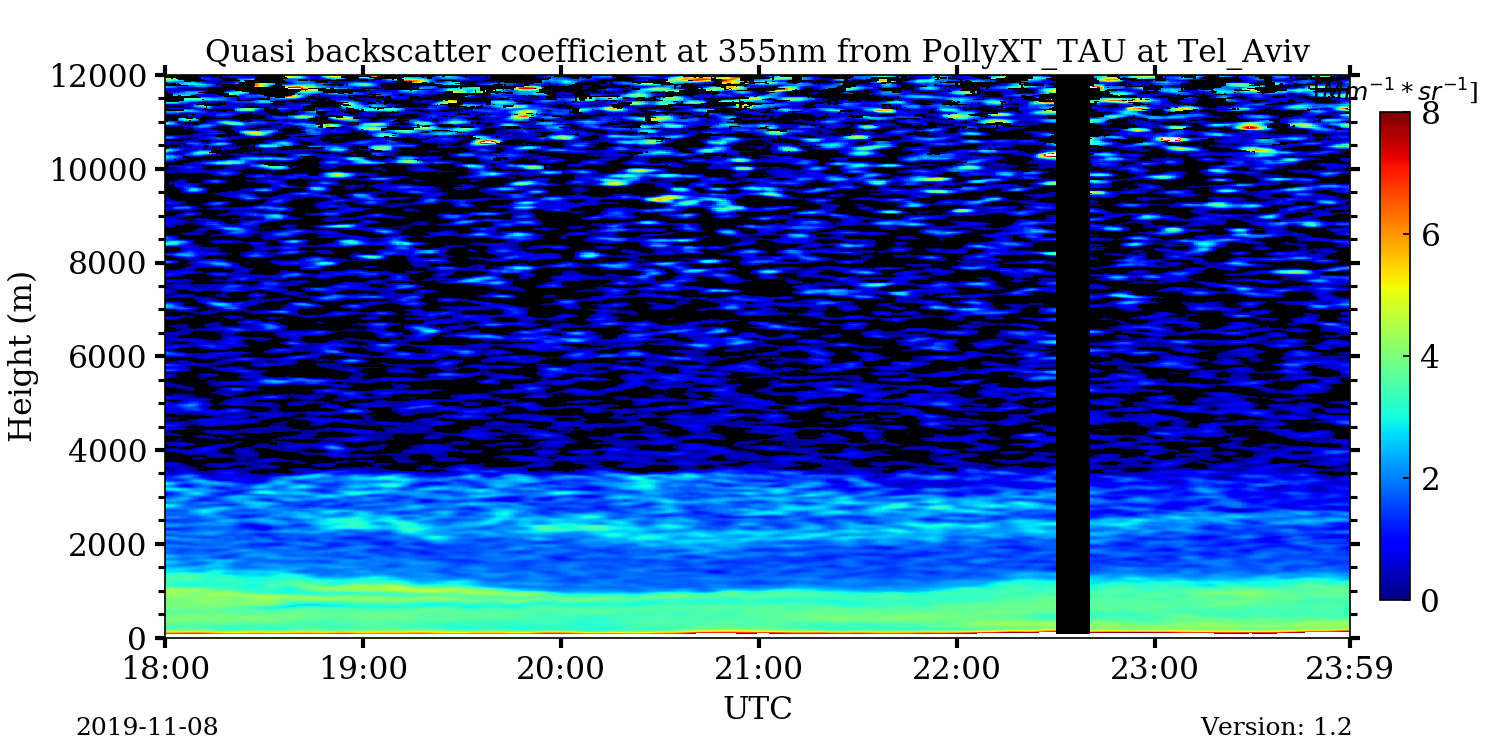 Quasi backscatter coefficient at 355nm from PollyXT_TAU at Tel_Aviv
[Mm⁻¹ * sr⁻¹]
12000
10000
8000
6000
4000
2000
0
Height (m)
8
6
4
2
0
18:00 19:00 20:00 21:00 22:00 23:00 23:59
UTC
2019-11-08 Version: 1.2